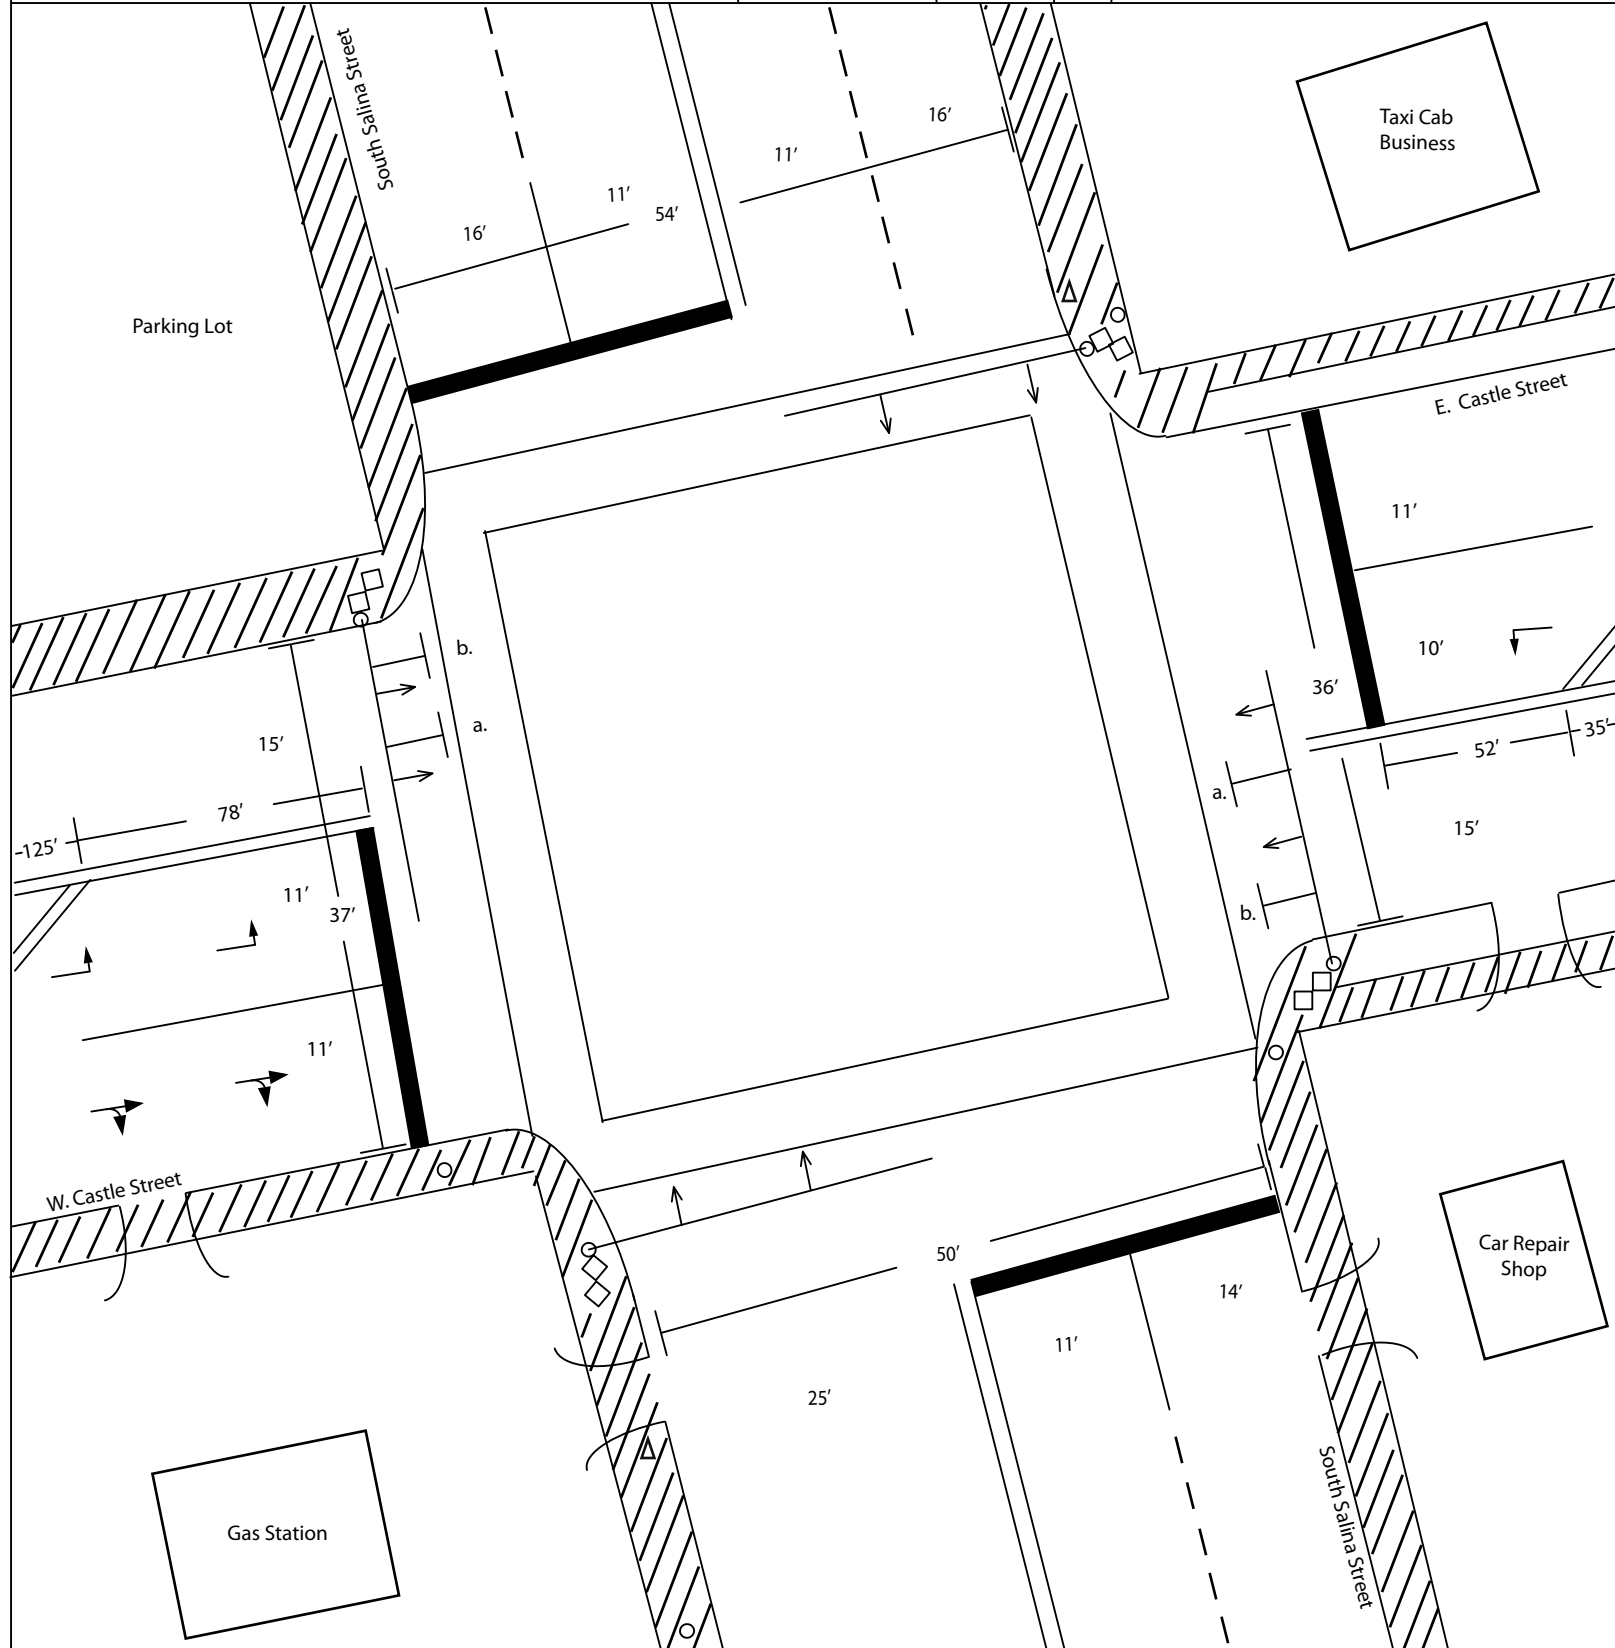 South Salina Street
16′
11′
Taxi Cab
Business
11′
54′
16′
Parking Lot
E. Castle Street
11′
b.
10′
36′
a.
15′
35′
52′
a.
78′
15′
125′
11′
37′
b.
11′
W. Castle Street
50′
Car Repair
Shop
14′
11′
25′
South Salina Street
Gas Station